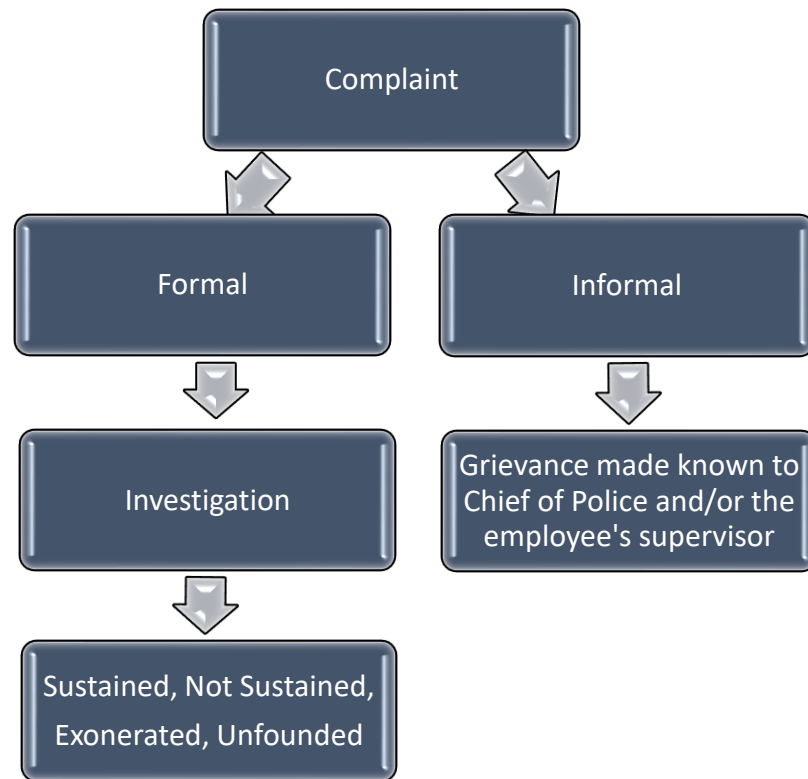 Complaint
Formal
Informal
Investigation
Grievance made known to
Chief of Police and/or the
employee's supervisor
Sustained, Not Sustained,
Exonerated, Unfounded